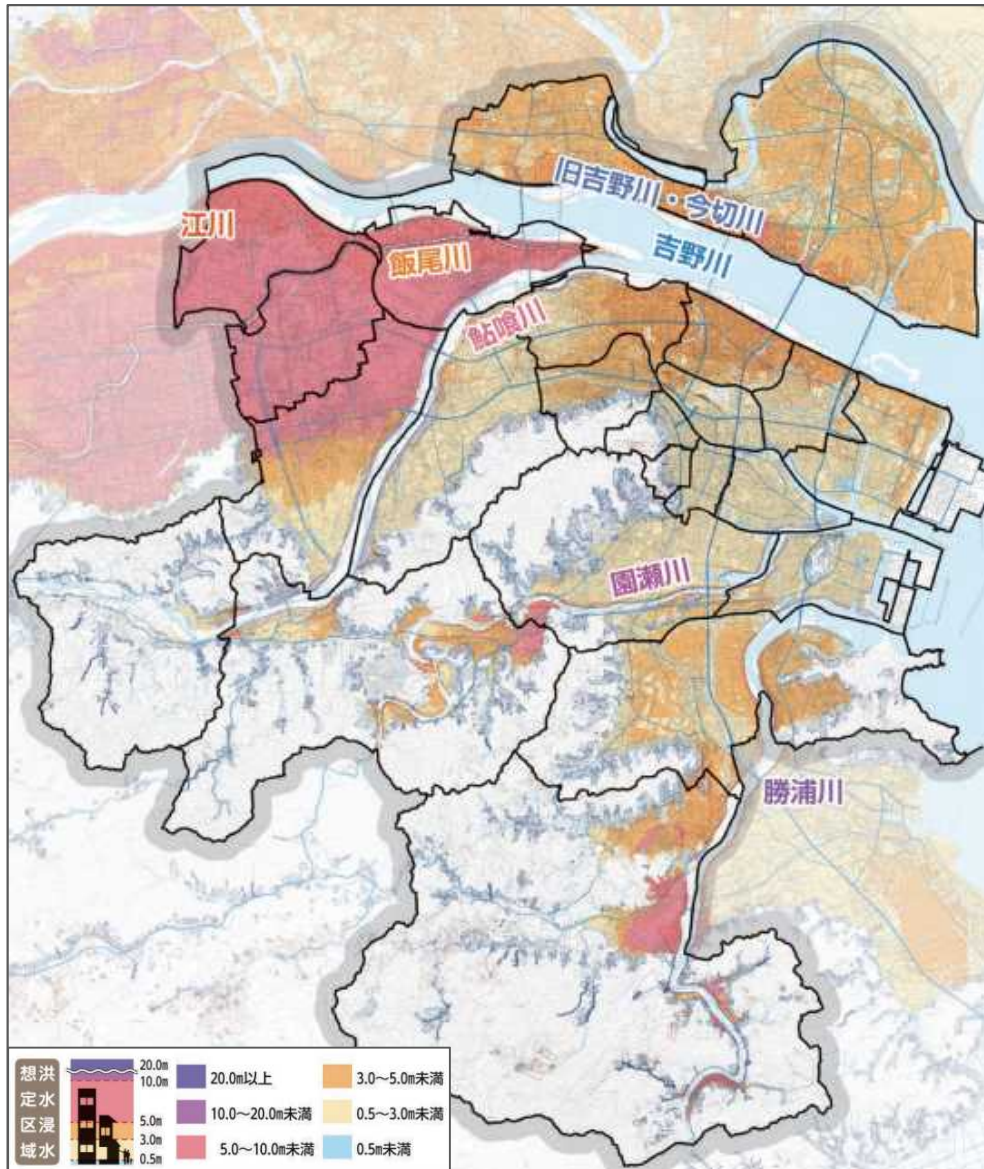 旧吉野川・今切川
江川
吉野川
飯尾川
鮎喰川
園瀬川
勝浦川
洪水浸水
想定区域
20.0m
10.0m
5.0m
3.0m
0.5m
20.0m以上
10.0〜20.0m未満
5.0〜10.0m未満
3.0〜5.0m未満
0.5〜3.0m未満
0.5m未満